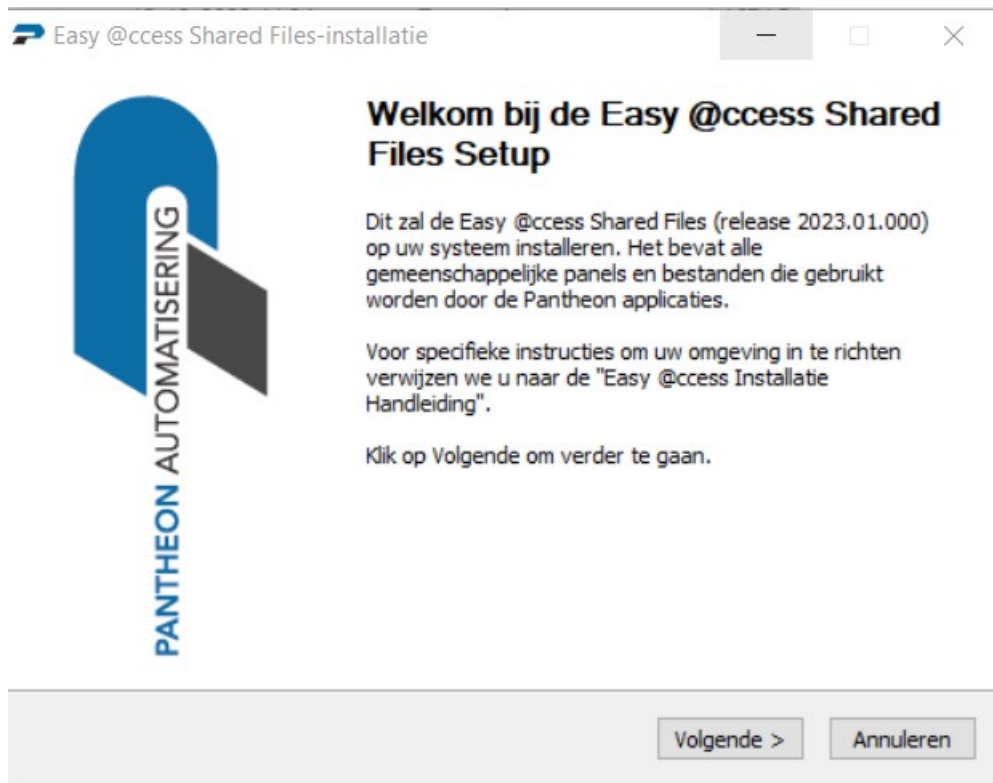 Easy @ccess Shared Files-installatie
PANTHEON AUTOMATISERING
Welkom bij de Easy @ccess Shared
Files Setup
Dit zal de Easy @ccess Shared Files (release 2023.01.000)
op uw systeem installeren. Het bevat alle
gemeenschappelijke panels en bestanden die gebruikt
worden door de Pantheon applicaties.
Voor specifieke instructies om uw omgeving in te richten
verwijzen we u naar de "Easy @ccess Installatie
Handleiding".
Klik op Volgende om verder te gaan.
Volgende >
Annuleren